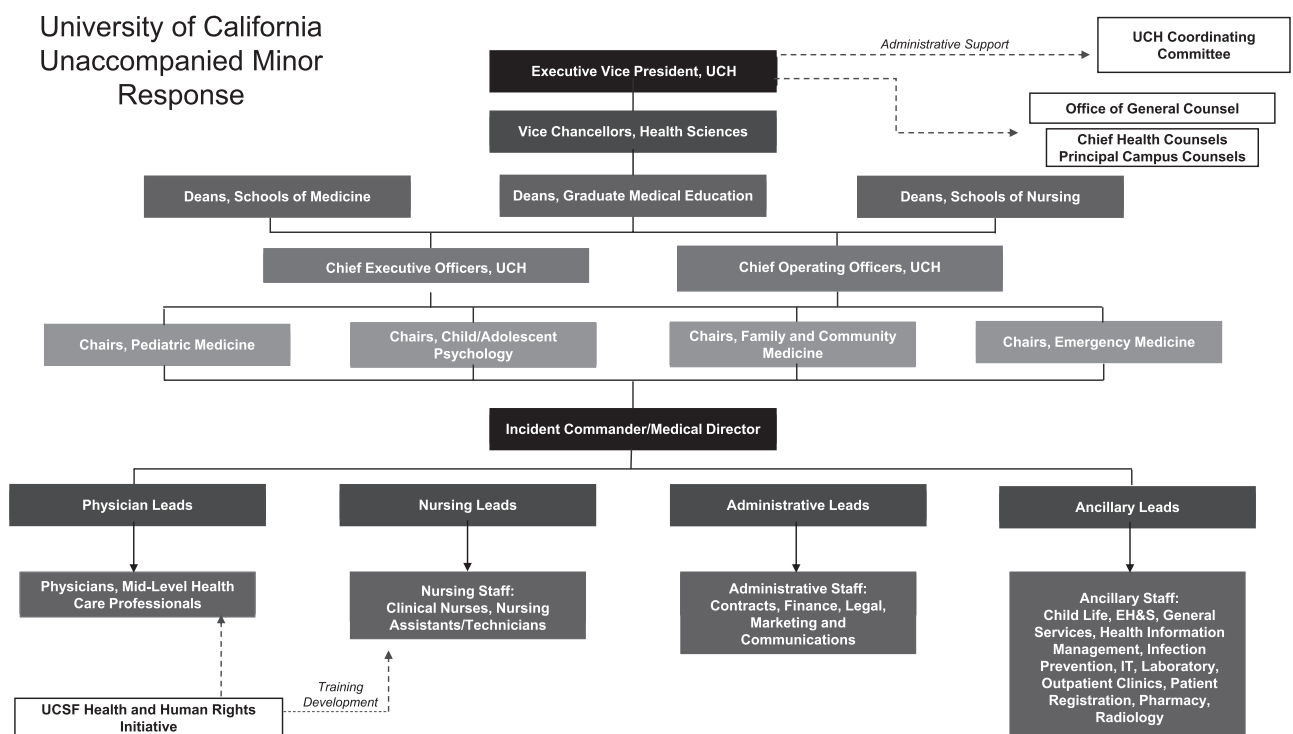 University of California
Unaccompanied Minor
Response
Administrative Support
UCH Coordinating
Committee
Executive Vice President, UCH
Office of General Counsel
Chief Health Counsels
Principal Campus Counsels
Vice Chancellors, Health Sciences
Deans, Schools of Medicine
Deans, Graduate Medical Education
Deans, Schools of Nursing
Chief Executive Officers, UCH
Chief Operating Officers, UCH
Chairs, Pediatric Medicine
Chairs, Child/Adolescent
Psychology
Chairs, Family and Community
Medicine
Chairs, Emergency Medicine
Incident Commander/Medical Director
Physician Leads
Nursing Leads
Administrative Leads
Ancillary Leads
Physicians, Mid-Level Health
Care Professionals
Nursing Staff:
Clinical Nurses, Nursing
Assistants/Technicians
Administrative Staff:
Contracts, Finance, Legal,
Marketing and
Communications
Ancillary Staff:
Child Life, EH&S, General
Services, Health Information
Management, Infection
Prevention, IT, Laboratory,
Outpatient Clinics, Patient
Registration, Pharmacy,
Radiology
Training
Development
UCSF Health and Human Rights
Initiative